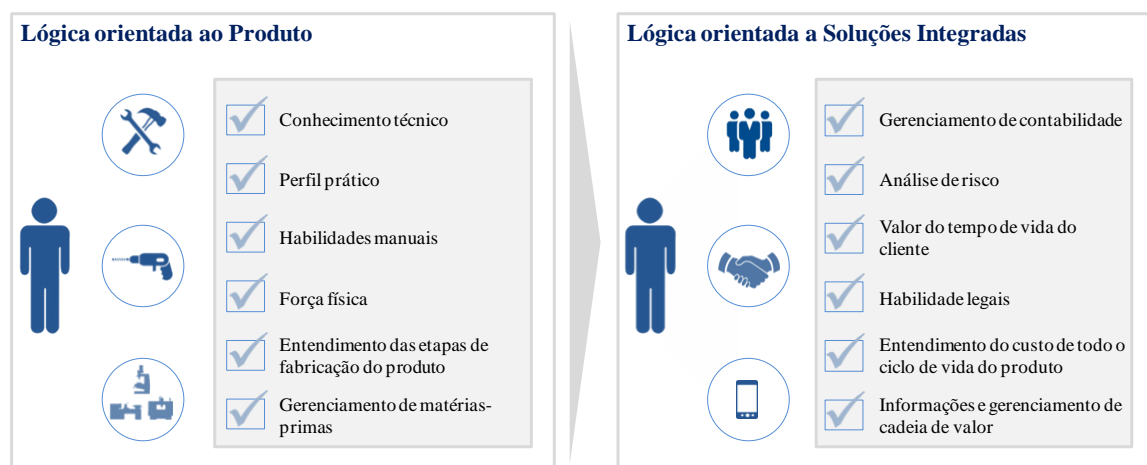 Lógica orientada ao Produto
Conhecimento técnico
Perfil prático
Habilidades manuais
Força física
Entendimento das etapas de
fabricação do produto
Gerenciamento de matérias-
primas
Lógica orientada a Soluções Integradas
Gerenciamento de contabilidade
Análise de risco
Valor do tempo de vida do
cliente
Habilidade legais
Entendimento do custo de todo o
ciclo de vida do produto
Informações e gerenciamento de
cadeia de valor